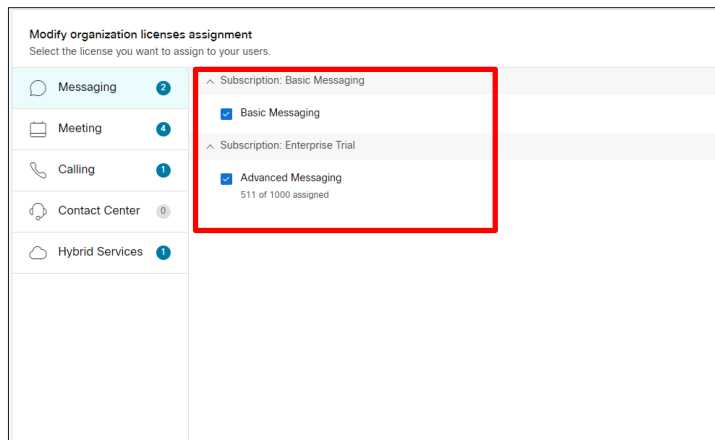 Modify organization licenses assignment
Select the license you want to assign to your users.
Messaging 2
Meeting 4
Calling 1
Contact Center 0
Hybrid Services 1
Subscription: Basic Messaging
Basic Messaging
Subscription: Enterprise Trial
Advanced Messaging
511 of 1000 assigned